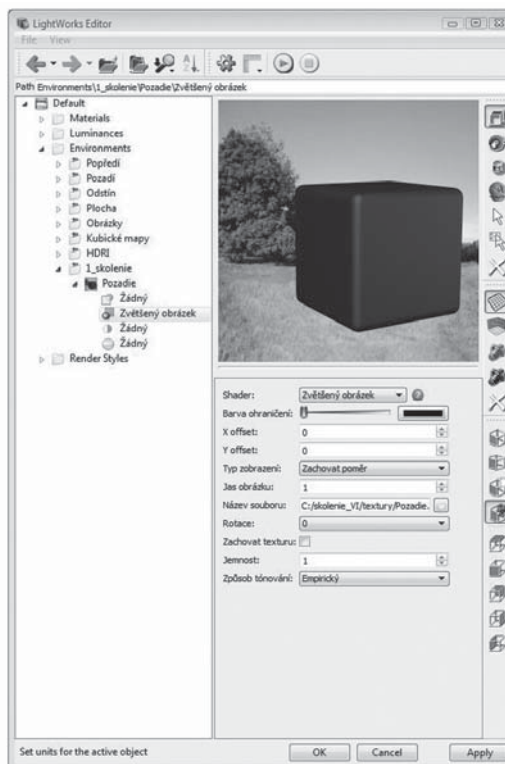 LightWorks Editor
File View
Path Environments\1_skolenie\Pozadie\Zvětšený obrázek
Default
Materials
Luminances
Environments
Popředí
Pozadí
Odstín
Plocha
Obrázky
Kubické mapy
HDRI
1_skolenie
Pozadie
Žádný
Zvětšený obrázek
Žádný
Žádný
Render Styles
Shader: Zvětšený obrázek
Barva ohraničení:
X offset: 0
Y offset: 0
Typ zobrazení: Zachovat poměr
Jas obrázku: 1
Název souboru: C:/skolenie_VI/textury/Pozadie.
Rotace: 0
Zachovat texturu:
Jemnost: 1
Způsob tónování: Empirický
Set units for the active object OK Cancel Apply